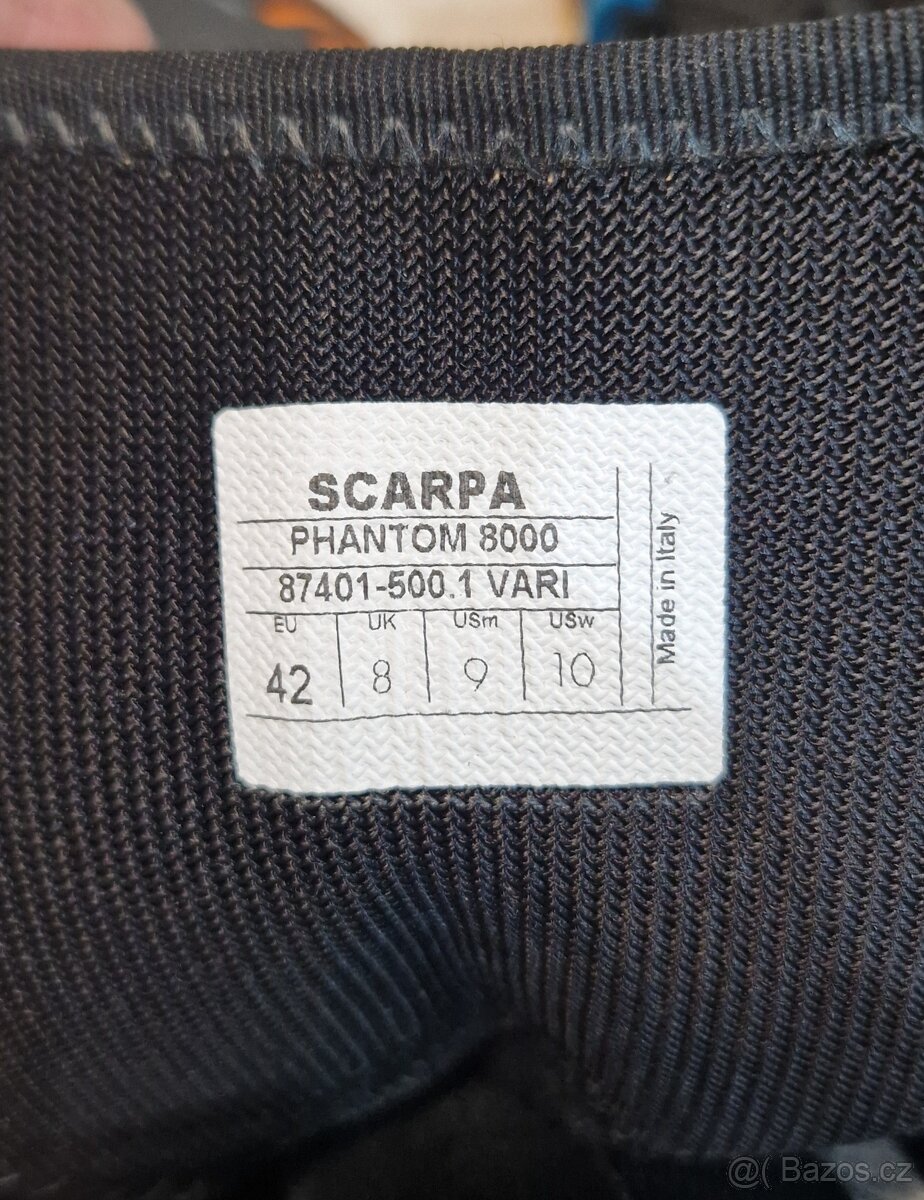 SCARPA
PHANTOM 8000
87401-500.1 VARI
EU UK USm USw
42 8 9 10
Made in Italy
@( Bazos.cz